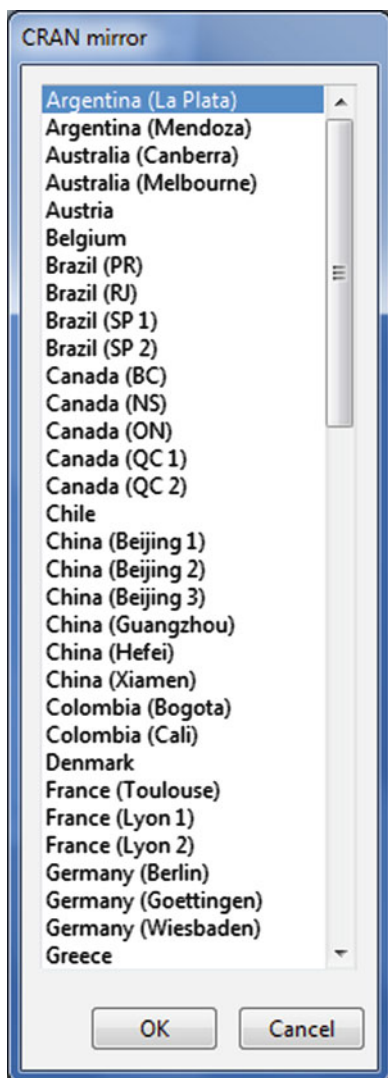 CRAN mirror
Argentina (La Plata)
Argentina (Mendoza)
Australia (Canberra)
Australia (Melbourne)
Austria
Belgium
Brazil (PR)
Brazil (RJ)
Brazil (SP 1)
Brazil (SP 2)
Canada (BC)
Canada (NS)
Canada (ON)
Canada (QC 1)
Canada (QC 2)
Chile
China (Beijing 1)
China (Beijing 2)
China (Beijing 3)
China (Guangzhou)
China (Hefei)
China (Xiamen)
Colombia (Bogota)
Colombia (Cali)
Denmark
France (Toulouse)
France (Lyon 1)
France (Lyon 2)
Germany (Berlin)
Germany (Goettingen)
Germany (Wiesbaden)
Greece
OK Cancel